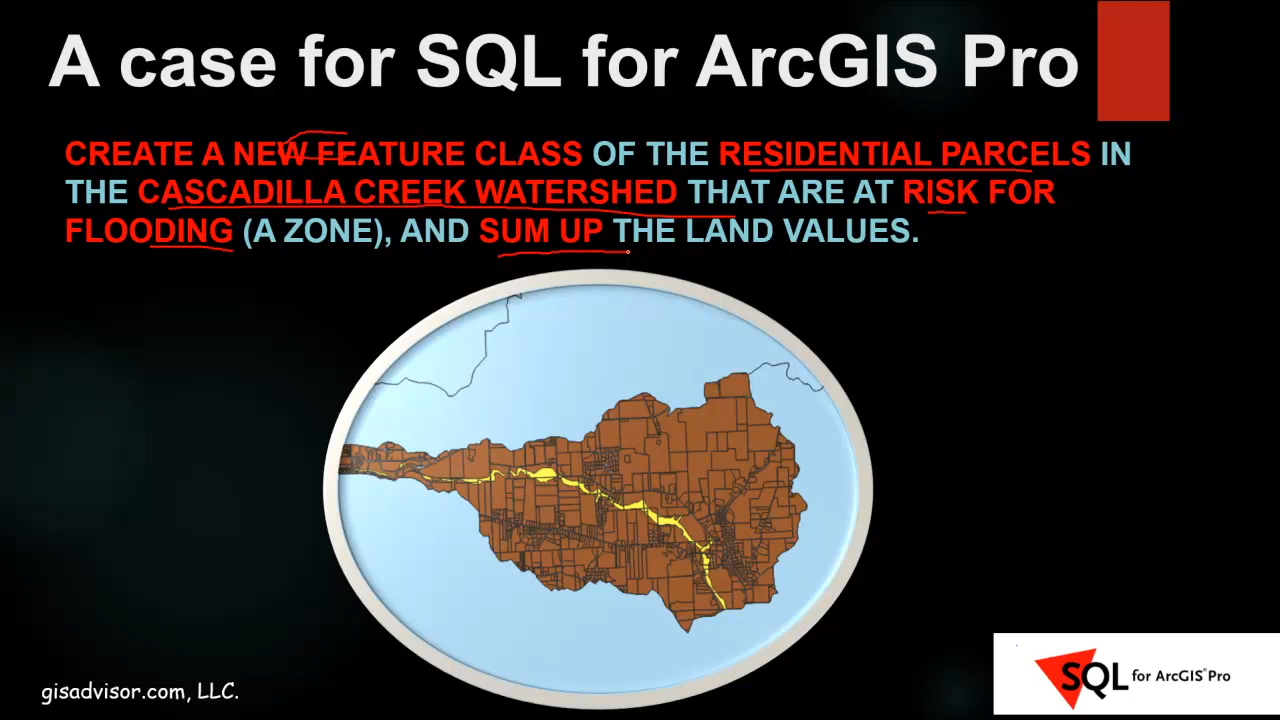 A case for SQL for ArcGIS Pro
CREATE A NEW FEATURE CLASS OF THE RESIDENTIAL PARCELS IN
THE CASCADILLA CREEK WATERSHED THAT ARE AT RISK FOR
FLOODING (A ZONE), AND SUM UP THE LAND VALUES.
gisadvisor.com, LLC.
SQL for ArcGIS® Pro